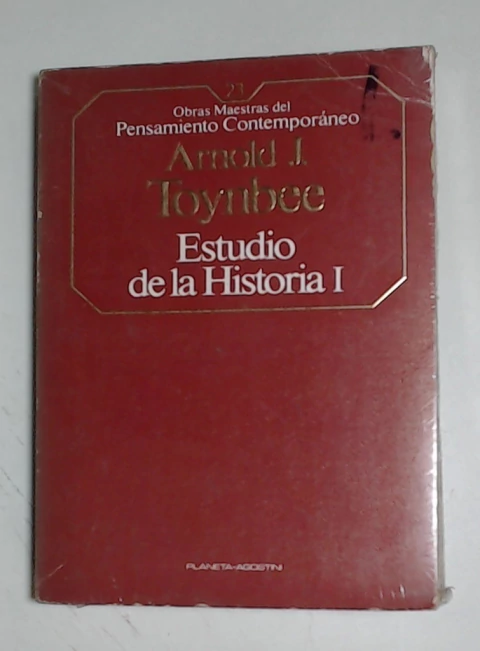 21
Obras Maestras del
Pensamiento Contemporáneo
Arnold J.
Toynbee
Estudio
de la Historia I
PLANETA-AGOSTINI